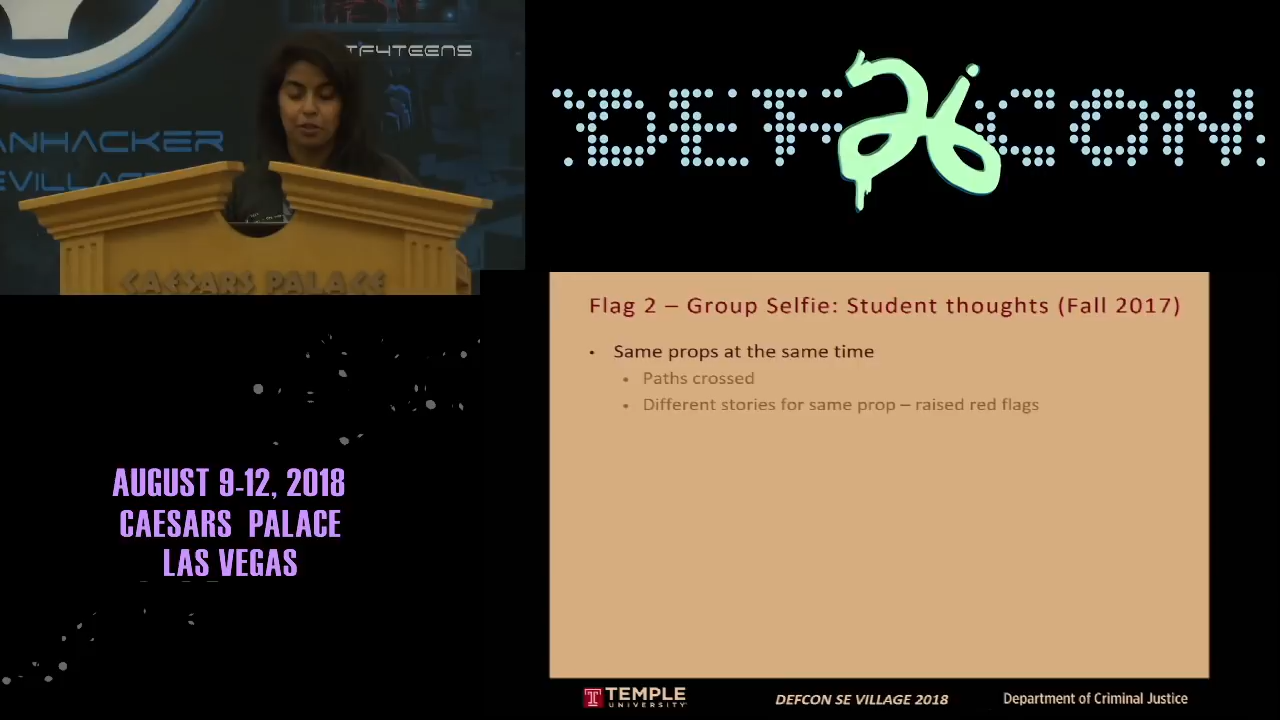 TF4TEENS
ANHACKER
EVILLAGE
CAESARS PALACE
DEFCON
26
Flag 2 – Group Selfie: Student thoughts (Fall 2017)
• Same props at the same time
• Paths crossed
• Different stories for same prop – raised red flags
AUGUST 9-12, 2018
CAESARS PALACE
LAS VEGAS
T TEMPLE
UNIVERSITY
DEFCON SE VILLAGE 2018
Department of Criminal Justice